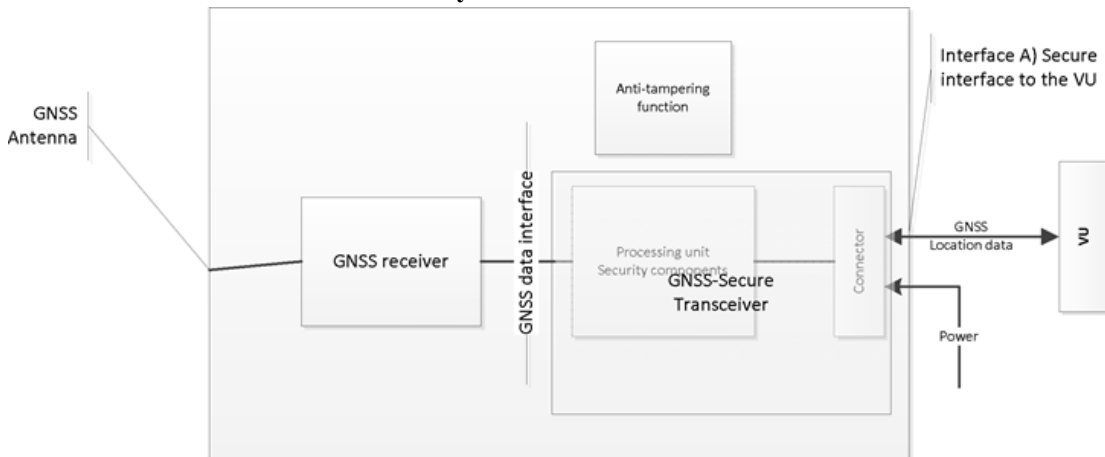 Anti-tampering
function
Interface A) Secure
interface to the VU
GNSS
Antenna
GNSS receiver
GNSS data interface
Processing unit
Security components
GNSS-Secure
Transceiver
Connector
GNSS
Location data
VU
Power